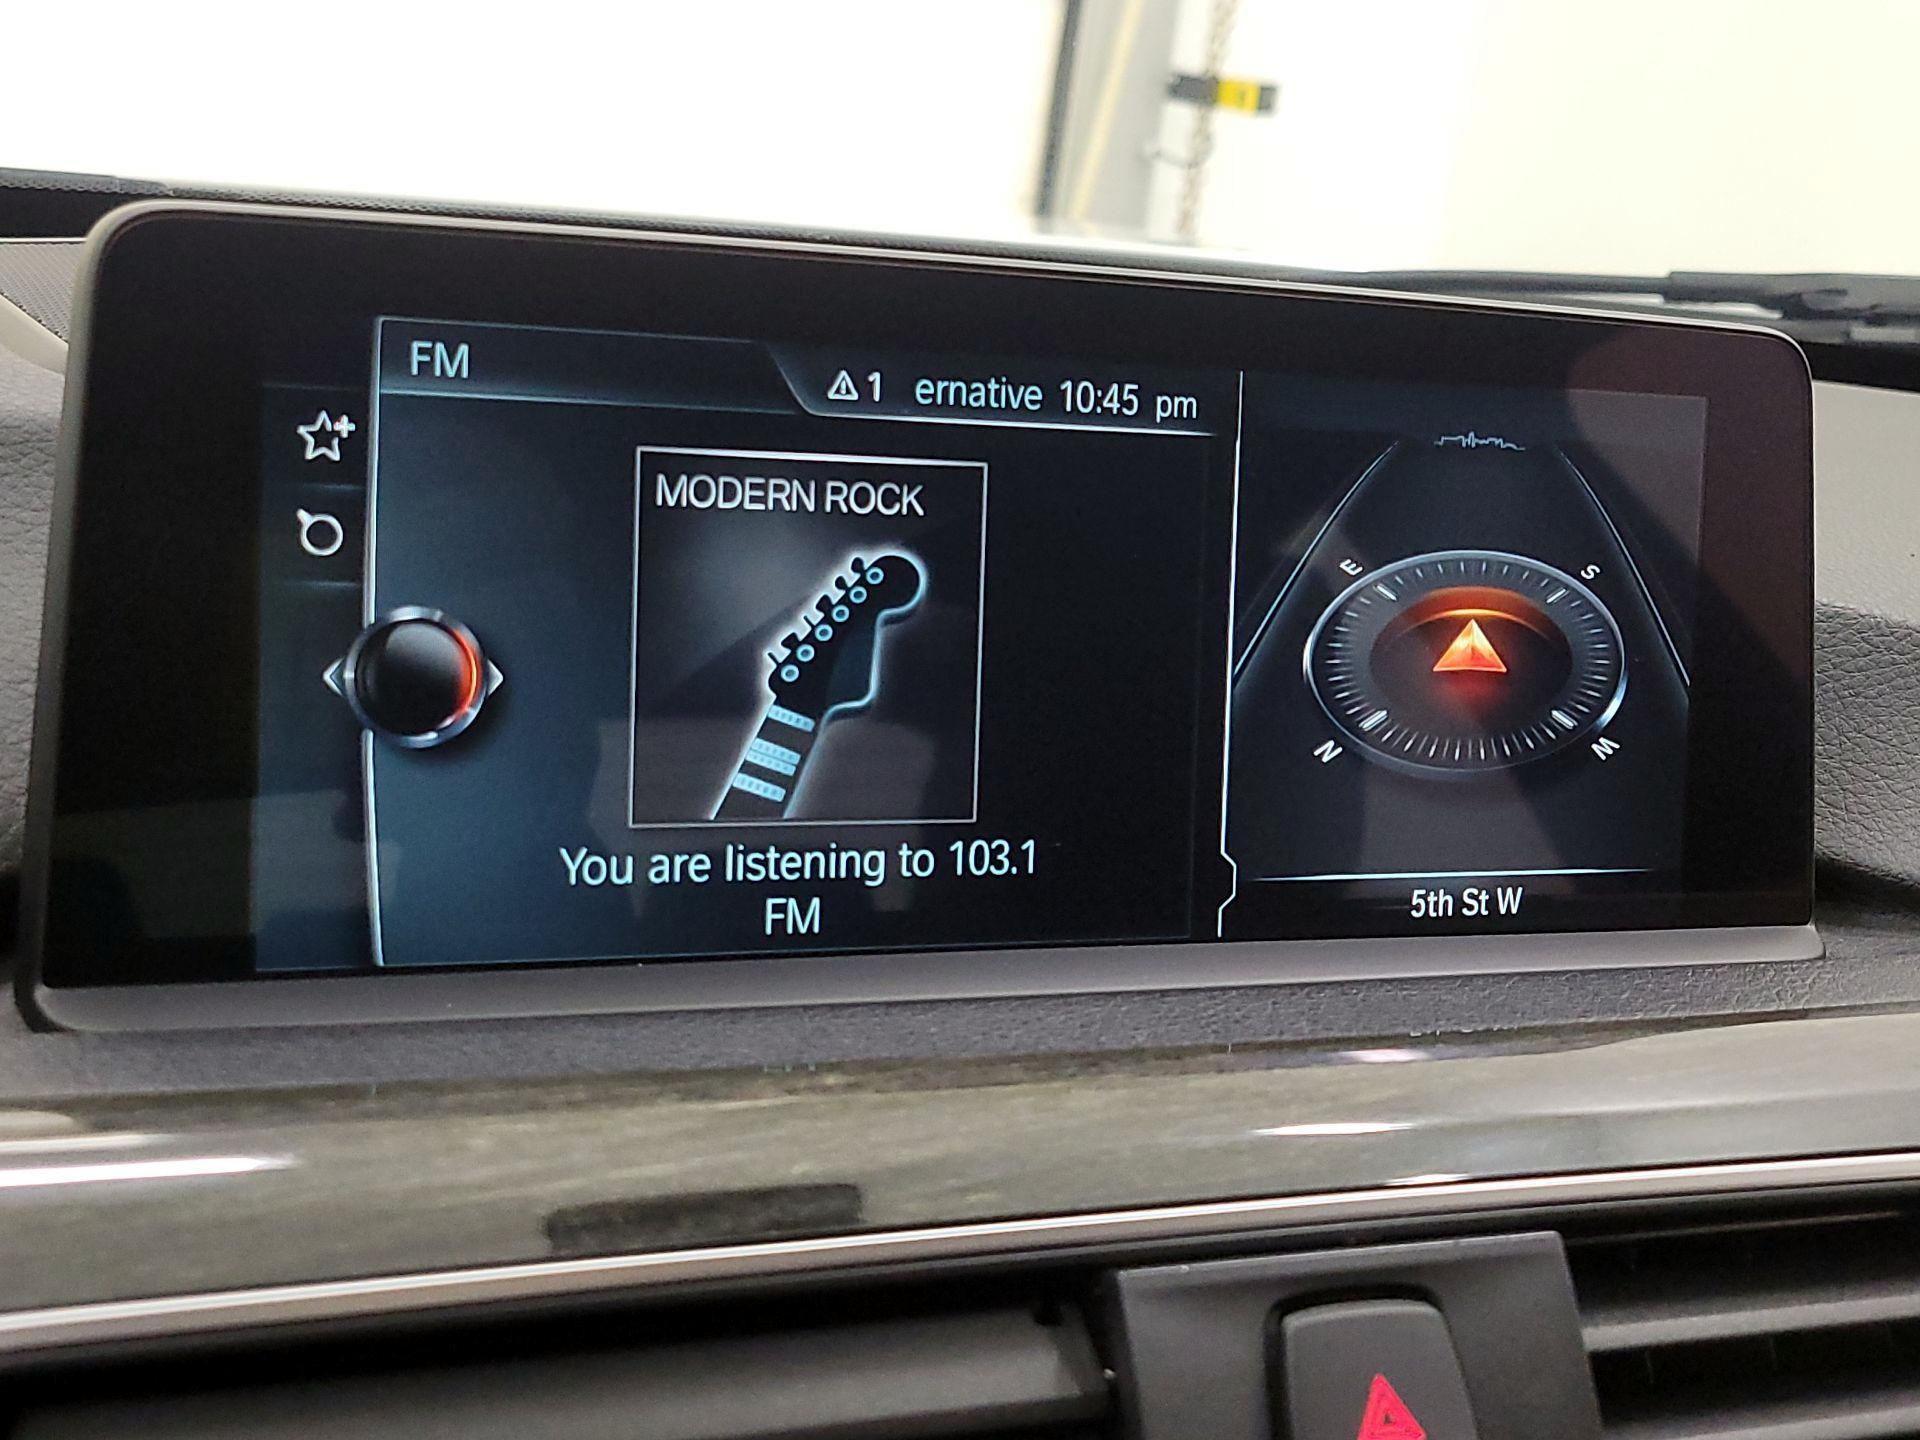 FM
1 ernative 10:45 pm
MODERN ROCK
You are listening to 103.1
FM
E
S
N
W
5th St W